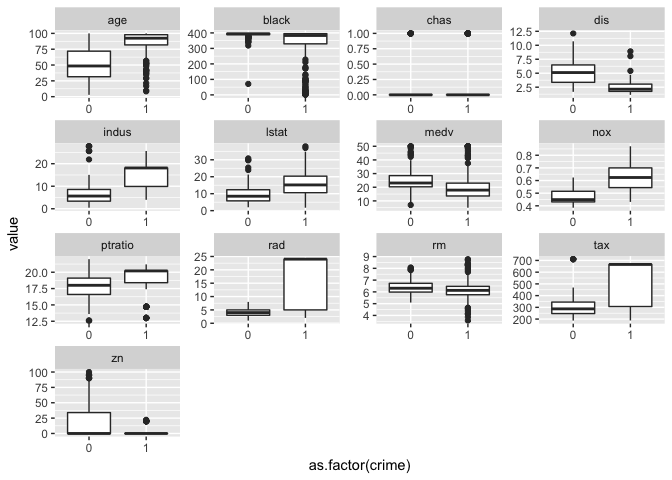 age black chas dis
100 400 1.00 12.5
75 300 0.75 10.0
50 200 0.50 7.5
25 100 0.25 5.0
0 0 0.00 2.5
0 1 0 1 0 1 0 1
indus lstat medv nox
20 30 50 0.8
10 20 40 0.7
0 10 30 0.6
0 20 0.5
10 0.4
0 1 0 1 0 1 0 1
value
ptratio rad rm tax
20.0 25 9 700
17.5 20 8 600
15.0 15 7 500
12.5 10 6 400
5 5 300
0 4 200
0 1 0 1 0 1 0 1
zn
100
75
50
25
0
0 1
as.factor(crime)